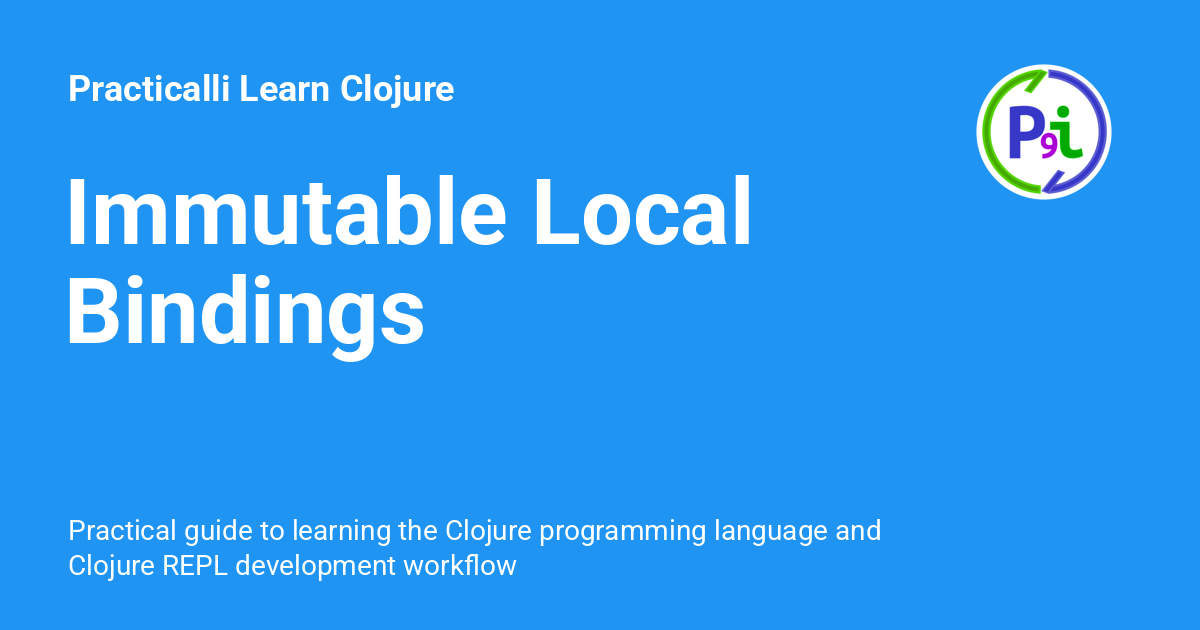 Practicalli Learn Clojure
P9i
Immutable Local
Bindings
Practical guide to learning the Clojure programming language and
Clojure REPL development workflow